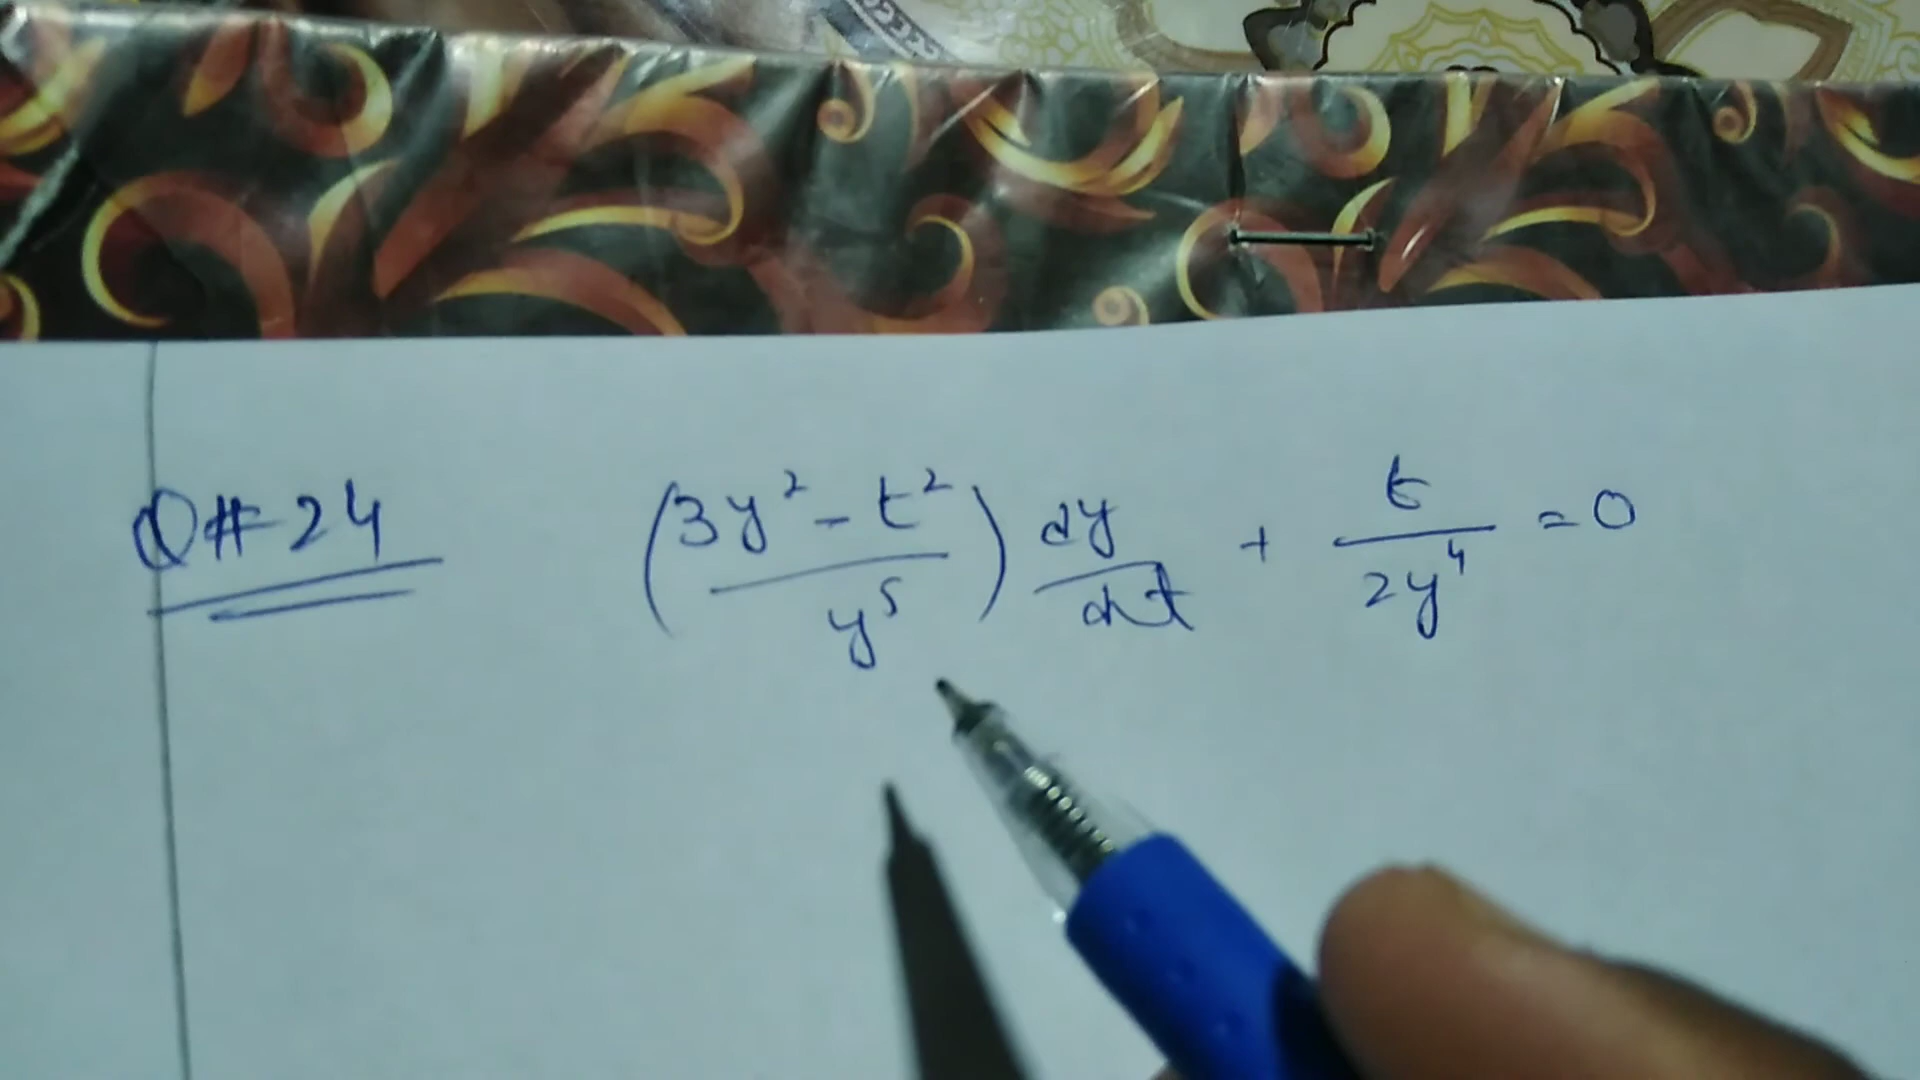 Q#24 (3y² - t² / y⁵) dy/dt + t/2y⁴ = 0